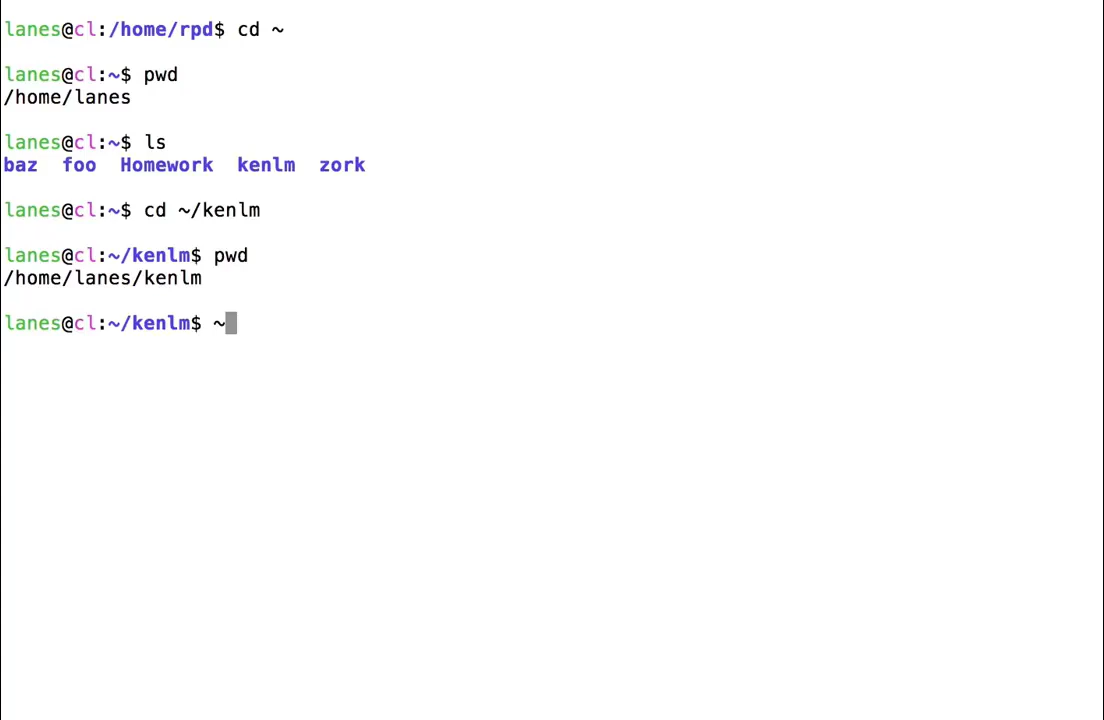 lanes@cl:/home/rpd$ cd ~
lanes@cl:~$ pwd
/home/lanes
lanes@cl:~$ ls
baz  foo  Homework  kenlm  zork
lanes@cl:~$ cd ~/kenlm
lanes@cl:~/kenlm$ pwd
/home/lanes/kenlm
lanes@cl:~/kenlm$ ~